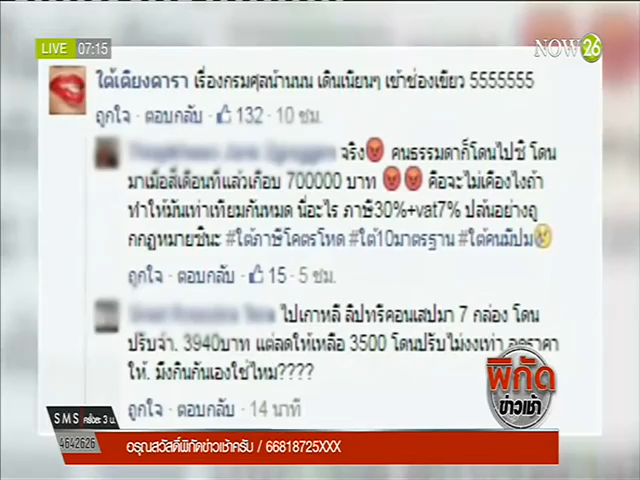 LIVE 07:15
NOW26
ใต้เตียงดารา เรื่องกรมศุลน้านนน เดินเนียนๆ เข้าช่องเขียว 5555555
ถูกใจ · ตอบกลับ · 132 · 10 ชม.
จริง😡 คนธรรมดาก็โดนไปซิ โดน
มาเมื่อสี่เดือนที่แล้วเกือบ 700000 บาท 😡 😡 คือจะไม่เคืองไงถ้า
ทำให้มันเท่าเทียมกันหมด นี่อะไร ภาษี30%+vat7% ปล้นอย่างถู
กกฎหมายชินะ #ใต้ภาษีโคตรโหด #ใต้10มาตรฐาน #ใต้คนมีปม😢
ถูกใจ · ตอบกลับ · 15 · 5 ชม.
ไปเกาหลี ลิปทรีคอนเสปมา 7 กล่อง โดน
ปรับจ้า. 3940บาท แต่ลดให้เหลือ 3500 โดนปรับไม่งงเท่า ลดราคา
ให้. มึงกินกันเองใช่ไหม????
ถูกใจ · ตอบกลับ · 14 นาที
พิกัด
ข่าวเช้า
SMS ครั้งละ 3 บ.
4642626
อรุณสวัสดิ์พิกัดข่าวเช้าครับ / 66818725XXX